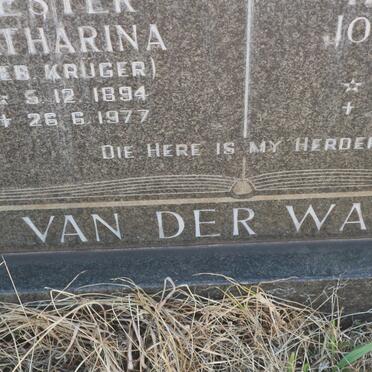 ESTER
THARINA
EB KRUGER)
5.12.1894
+ 26.6.1977
JO
☆
+
DIE HERE IS MY HERDER
VAN DER WA